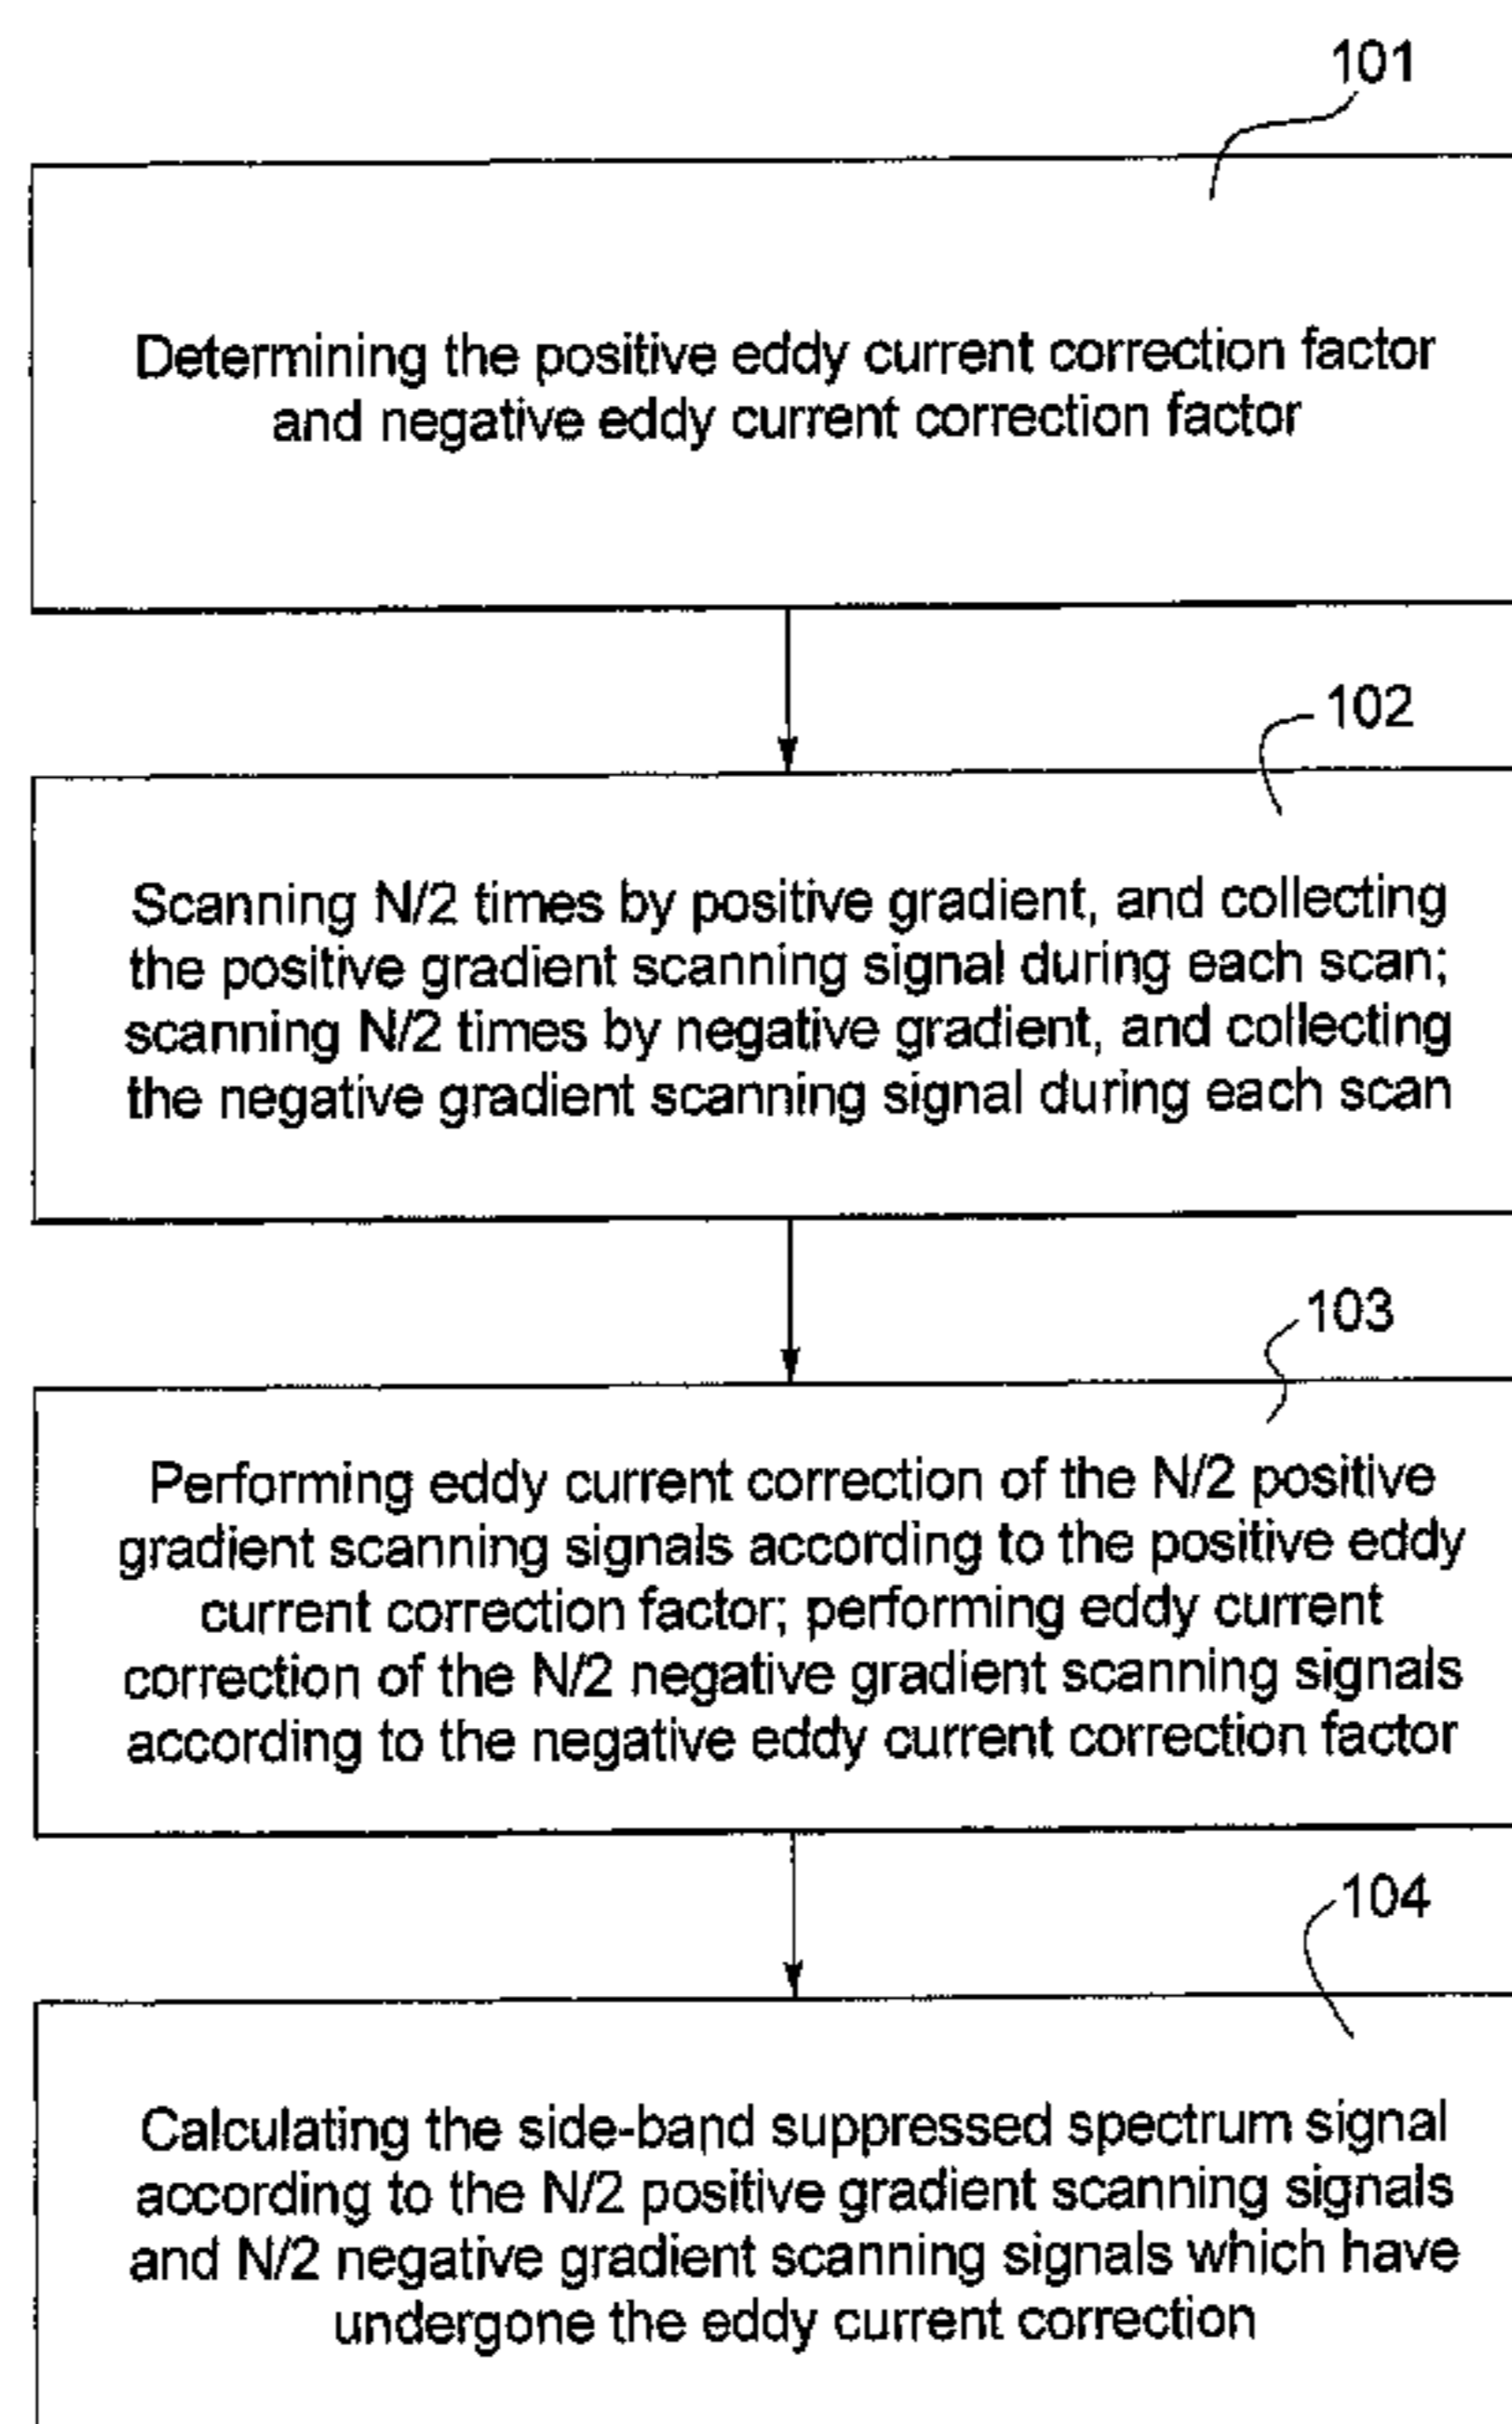 101
Determining the positive eddy current correction factor
and negative eddy current correction factor
102
Scanning N/2 times by positive gradient, and collecting
the positive gradient scanning signal during each scan;
scanning N/2 times by negative gradient, and collecting
the negative gradient scanning signal during each scan
103
Performing eddy current correction of the N/2 positive
gradient scanning signals according to the positive eddy
current correction factor; performing eddy current
correction of the N/2 negative gradient scanning signals
according to the negative eddy current correction factor
104
Calculating the side-band suppressed spectrum signal
according to the N/2 positive gradient scanning signals
and N/2 negative gradient scanning signals which have
undergone the eddy current correction